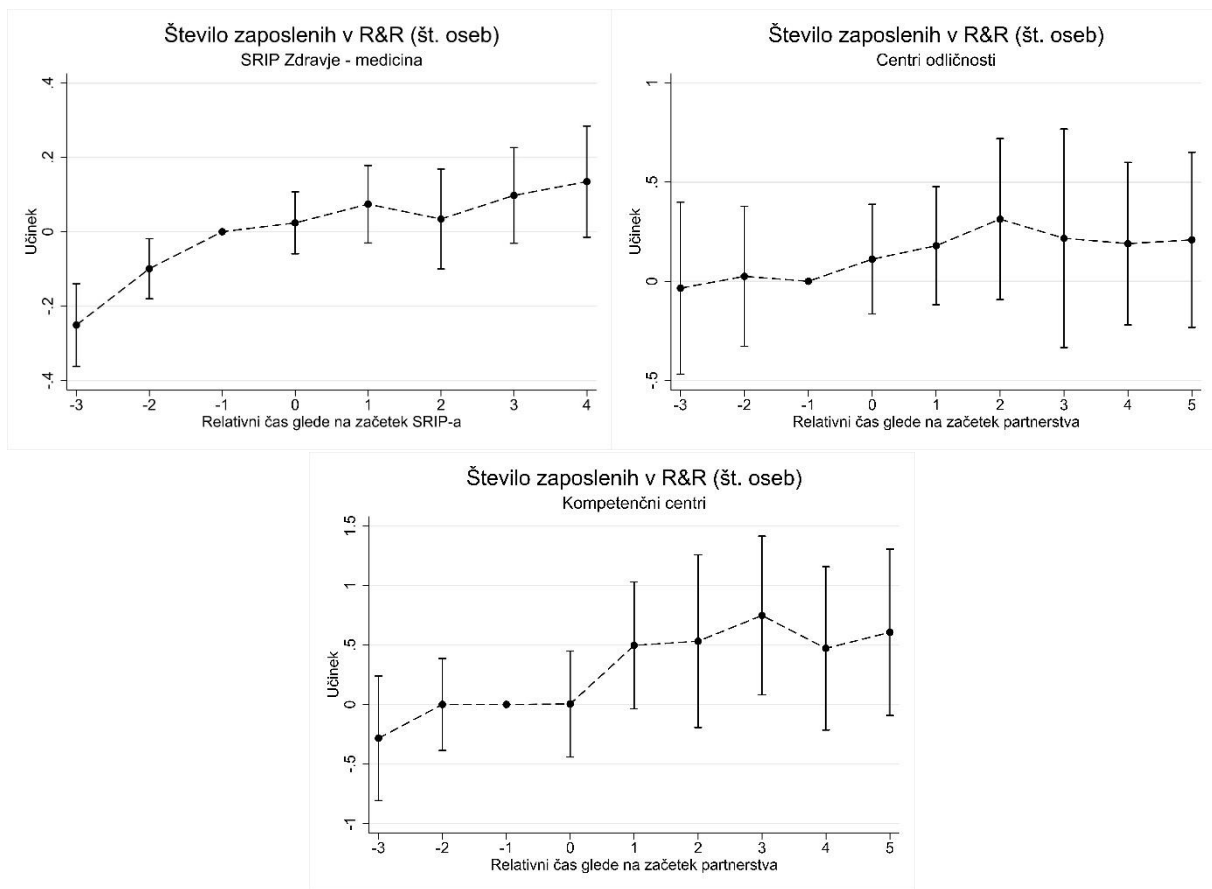 Število zaposlenih v R&R (št. oseb)
SRIP Zdravje - medicina
Učinek
.4
.2
0
-.2
-.4
-3 -2 -1 0 1 2 3 4
Relativni čas glede na začetek SRIP-a
Število zaposlenih v R&R (št. oseb)
Centri odličnosti
Učinek
1
.5
0
-.5
-3 -2 -1 0 1 2 3 4 5
Relativni čas glede na začetek partnerstva
Število zaposlenih v R&R (št. oseb)
Kompetenčni centri
Učinek
1.5
1
.5
0
-.5
-1
-3 -2 -1 0 1 2 3 4 5
Relativni čas glede na začetek partnerstva